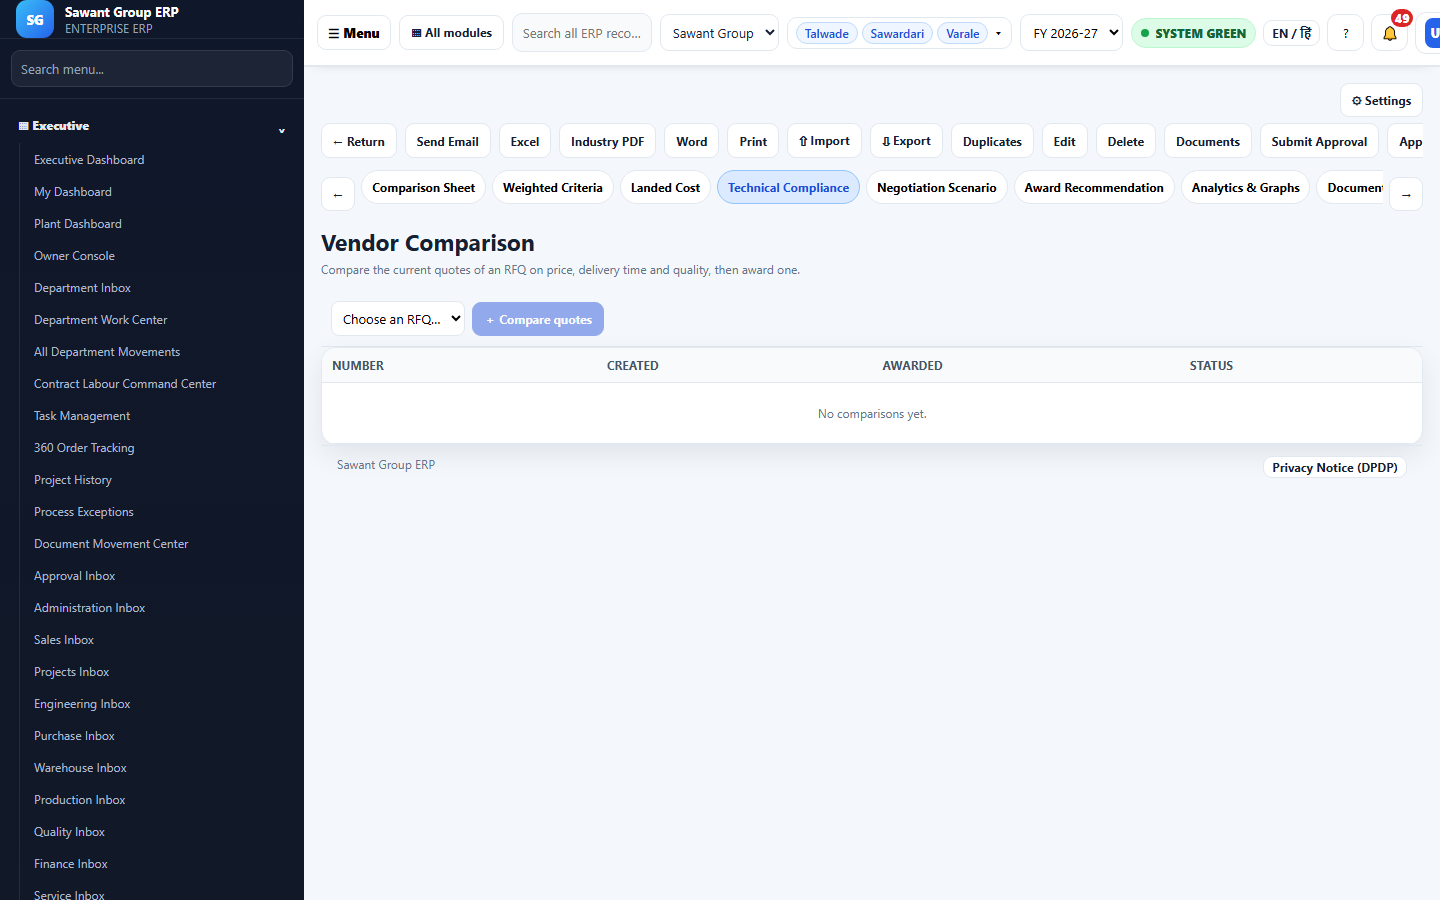 SG
Sawant Group ERP
ENTERPRISE ERP
Search menu...
Executive
Executive Dashboard
My Dashboard
Plant Dashboard
Owner Console
Department Inbox
Department Work Center
All Department Movements
Contract Labour Command Center
Task Management
360 Order Tracking
Project History
Process Exceptions
Document Movement Center
Approval Inbox
Administration Inbox
Sales Inbox
Projects Inbox
Engineering Inbox
Purchase Inbox
Warehouse Inbox
Production Inbox
Quality Inbox
Finance Inbox
Service Inbox
☰ Menu
All modules
Search all ERP reco...
Sawant Group
Talwade
Sawardari
Varale
FY 2026-27
SYSTEM GREEN
EN / हिं
?
49
U
⚙ Settings
← Return
Send Email
Excel
Industry PDF
Word
Print
⇧ Import
⇩ Export
Duplicates
Edit
Delete
Documents
Submit Approval
App
←
Comparison Sheet
Weighted Criteria
Landed Cost
Technical Compliance
Negotiation Scenario
Award Recommendation
Analytics & Graphs
Document
→
Vendor Comparison
Compare the current quotes of an RFQ on price, delivery time and quality, then award one.
Choose an RFQ...
+ Compare quotes
NUMBER CREATED AWARDED STATUS
No comparisons yet.
Sawant Group ERP
Privacy Notice (DPDP)